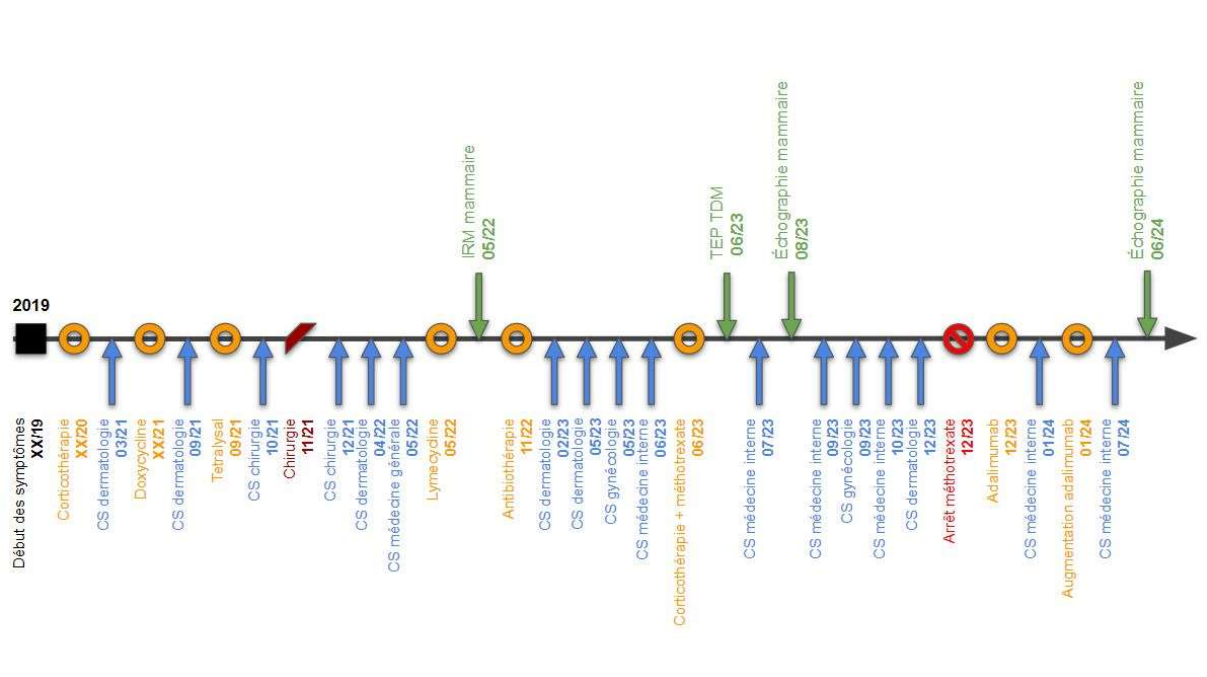 IRM mammaire
05/22
TEP TDM
06/23
Échographie mammaire
08/23
Échographie mammaire
06/24
2019
Début des symptômes
XX/19
Corticothérapie
XX/20
CS dermatologie
03/21
Doxycycline
XX/21
CS dermatologie
09/21
Tetralysal
09/21
CS chirurgie
10/21
Chirurgie
11/21
CS chirurgie
12/21
CS dermatologie
04/22
CS médecine générale
05/22
Lymecycline
05/22
Antibiothérapie
11/22
CS dermatologie
02/23
CS dermatologie
05/23
CS gynécologie
05/23
CS médecine interne
06/23
Corticothérapie + méthotrexate
06/23
CS médecine interne
07/23
CS médecine interne
09/23
CS gynécologie
09/23
CS médecine interne
10/23
CS dermatologie
12/23
Arrêt méthotrexate
12/23
Adalimumab
12/23
CS médecine interne
01/24
Augmentation adalimumab
01/24
CS médecine interne
07/24